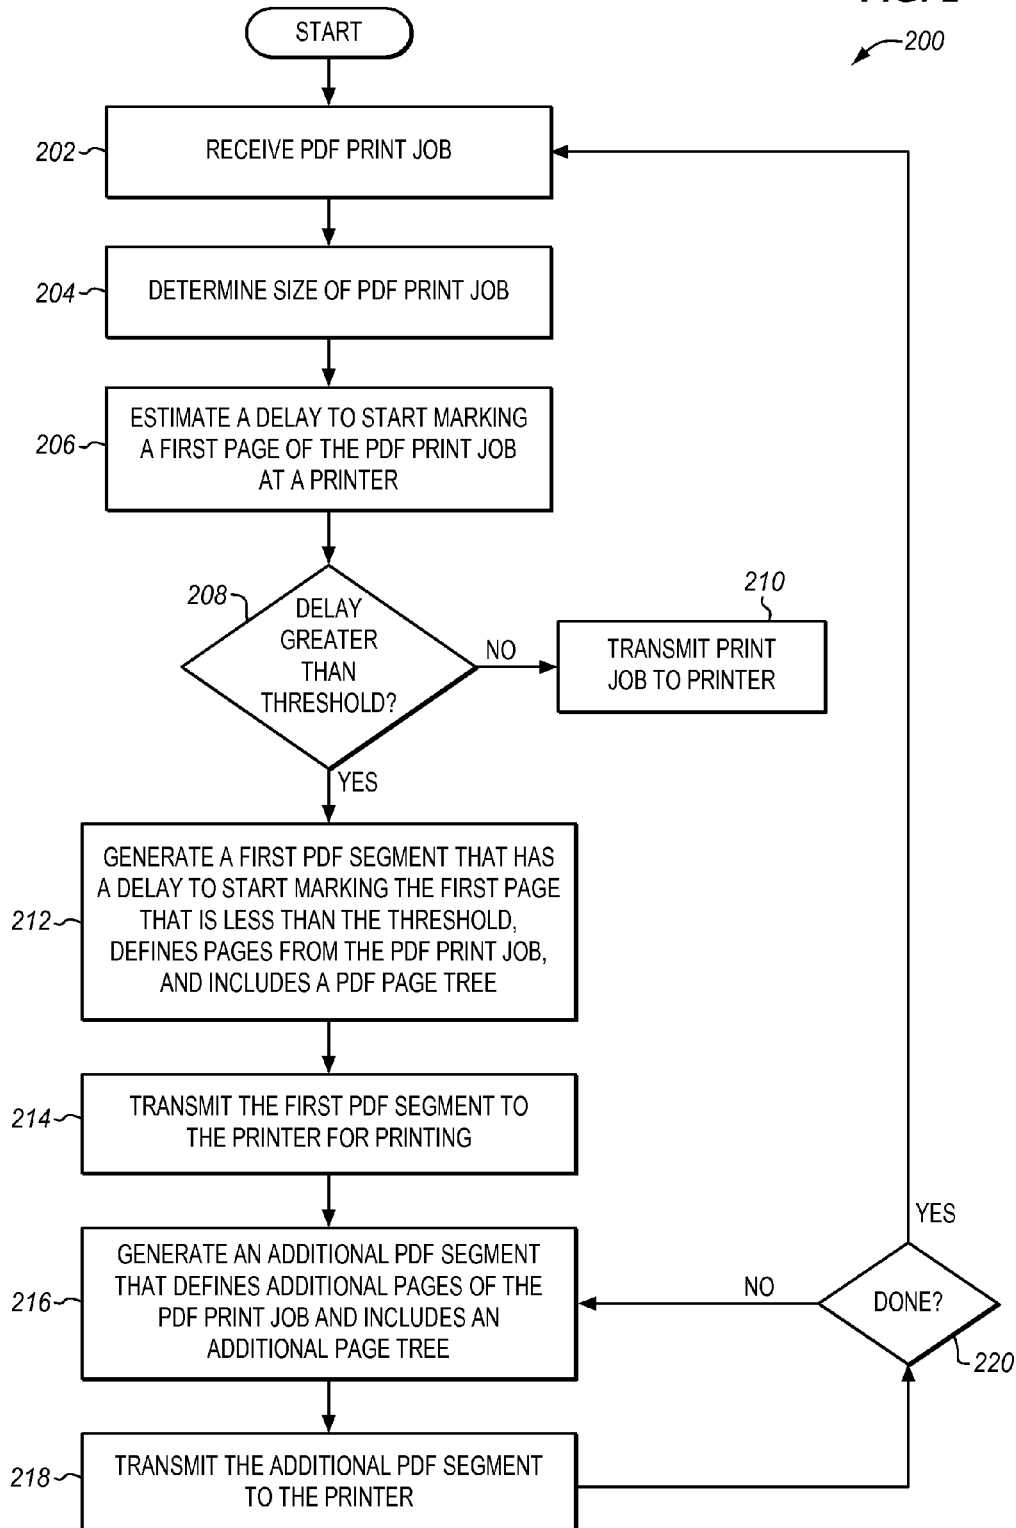 START
200
202
RECEIVE PDF PRINT JOB
204
DETERMINE SIZE OF PDF PRINT JOB
206
ESTIMATE A DELAY TO START MARKING
A FIRST PAGE OF THE PDF PRINT JOB
AT A PRINTER
208
DELAY
GREATER
THAN
THRESHOLD?
NO
210
TRANSMIT PRINT
JOB TO PRINTER
YES
212
GENERATE A FIRST PDF SEGMENT THAT HAS
A DELAY TO START MARKING THE FIRST PAGE
THAT IS LESS THAN THE THRESHOLD,
DEFINES PAGES FROM THE PDF PRINT JOB,
AND INCLUDES A PDF PAGE TREE
214
TRANSMIT THE FIRST PDF SEGMENT TO
THE PRINTER FOR PRINTING
216
GENERATE AN ADDITIONAL PDF SEGMENT
THAT DEFINES ADDITIONAL PAGES OF THE
PDF PRINT JOB AND INCLUDES AN
ADDITIONAL PAGE TREE
YES
NO
DONE?
220
218
TRANSMIT THE ADDITIONAL PDF SEGMENT
TO THE PRINTER